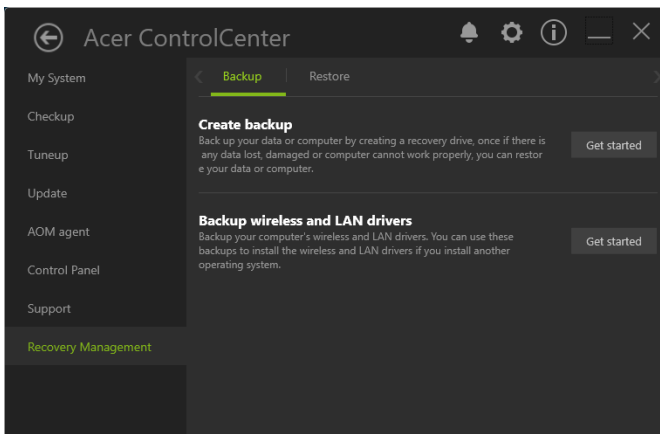 Acer ControlCenter
My System
Checkup
Tuneup
Update
AOM agent
Control Panel
Support
Recovery Management
Backup
Restore
Create backup
Back up your data or computer by creating a recovery drive, once if there is
any data lost, damaged or computer cannot work properly, you can restor
e your data or computer.
Get started
Backup wireless and LAN drivers
Backup your computer's wireless and LAN drivers. You can use these
backups to install the wireless and LAN drivers if you install another
operating system.
Get started